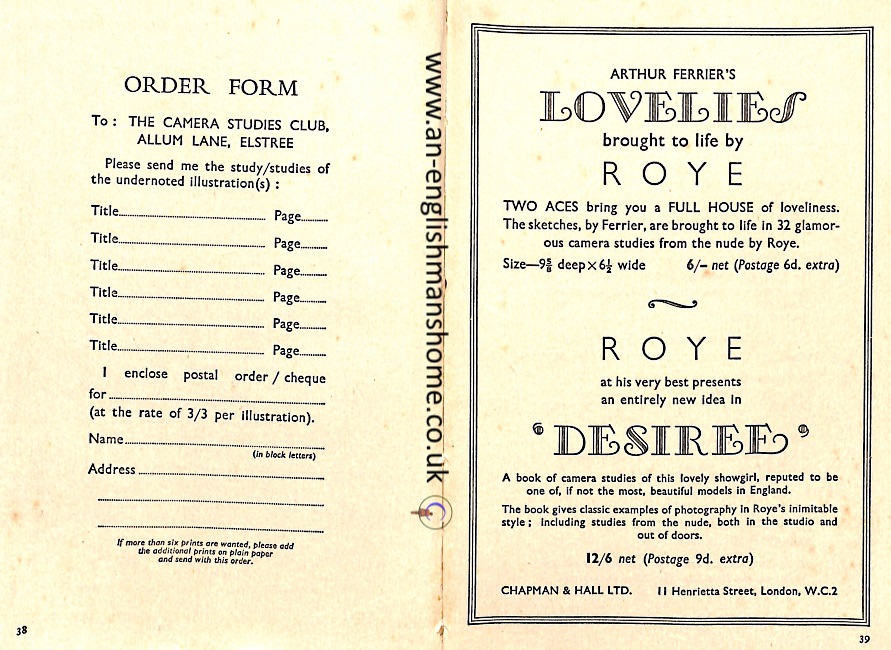 ORDER FORM
To : THE CAMERA STUDIES CLUB,
ALLUM LANE, ELSTREE
Please send me the study/studies of
the undernoted illustration(s) :
Title........................ Page.........
Title........................ Page.........
Title........................ Page.........
Title........................ Page.........
Title........................ Page.........
Title........................ Page.........
I enclose postal order / cheque
for........................
(at the rate of 3/3 per illustration).
Name........................
(in block letters)
Address........................
If more than six prints are wanted, please add
the additional prints on plain paper
and send with this order.
38
www.an-englishmanshome.co.uk
ARTHUR FERRIER'S
LOVELIES
brought to life by
ROYE
TWO ACES bring you a FULL HOUSE of loveliness.
The sketches, by Ferrier, are brought to life in 32 glamor-
ous camera studies from the nude by Roye.
Size—9⅝ deep × 6½ wide 6/– net (Postage 6d. extra)
ROYE
at his very best presents
an entirely new idea in
‘DESIREE’
A book of camera studies of this lovely showgirl, reputed to be
one of, if not the most, beautiful models in England.
The book gives classic examples of photography in Roye's inimitable
style ; including studies from the nude, both in the studio and
out of doors.
12/6 net (Postage 9d. extra)
CHAPMAN & HALL LTD. 11 Henrietta Street, London, W.C.2
39